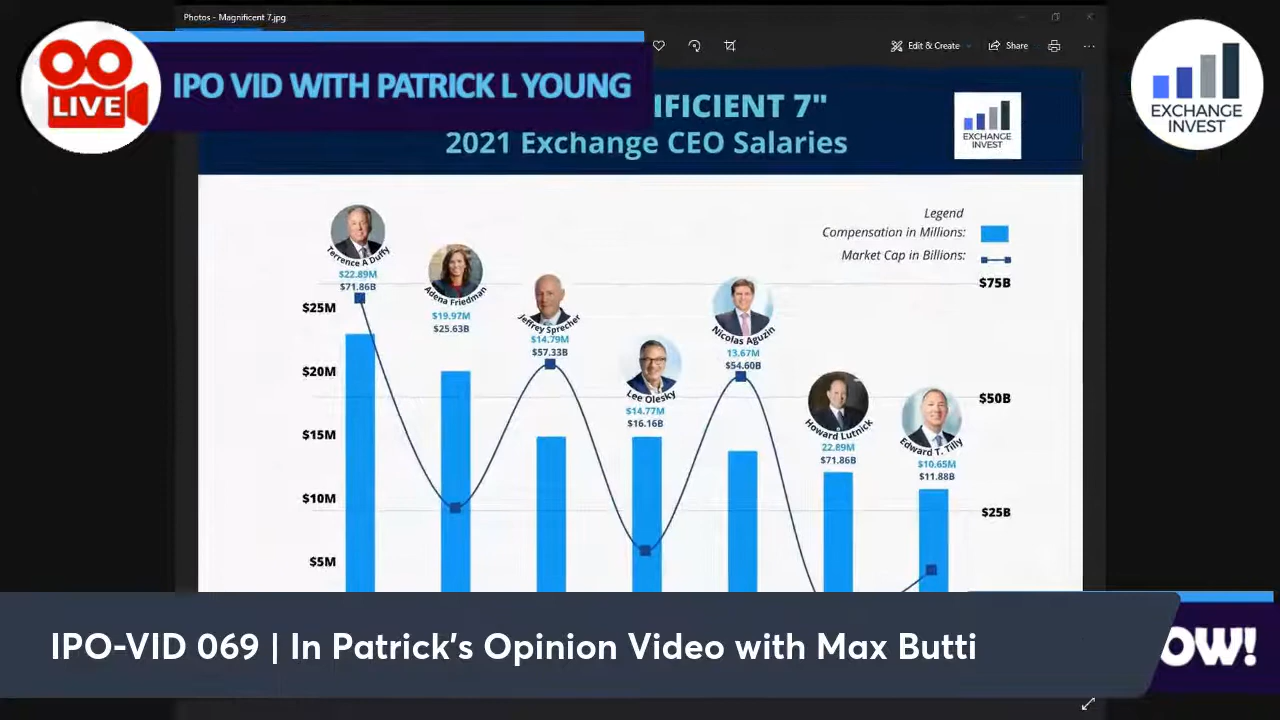 Photos - Magnificent 7.jpg
Edit & Create
Share
LIVE
IPO VID WITH PATRICK L YOUNG
EXCHANGE
INVEST
IFICIENT 7"
2021 Exchange CEO Salaries
EXCHANGE
INVEST
Legend
Compensation in Millions:
Market Cap in Billions:
Terrence A Duffy
$22.89M
$71.86B
Adena Friedman
$19.97M
$25.63B
Jeffrey Sprecher
$14.79M
$57.33B
Lee Olesky
$14.77M
$16.16B
Nicolas Aguzin
13.67M
$54.60B
Howard Lutnick
22.89M
$71.86B
Edward T. Tilly
$10.65M
$11.88B
$25M
$20M
$15M
$10M
$5M
$75B
$50B
$25B
IPO-VID 069 | In Patrick's Opinion Video with Max Butti
OW!